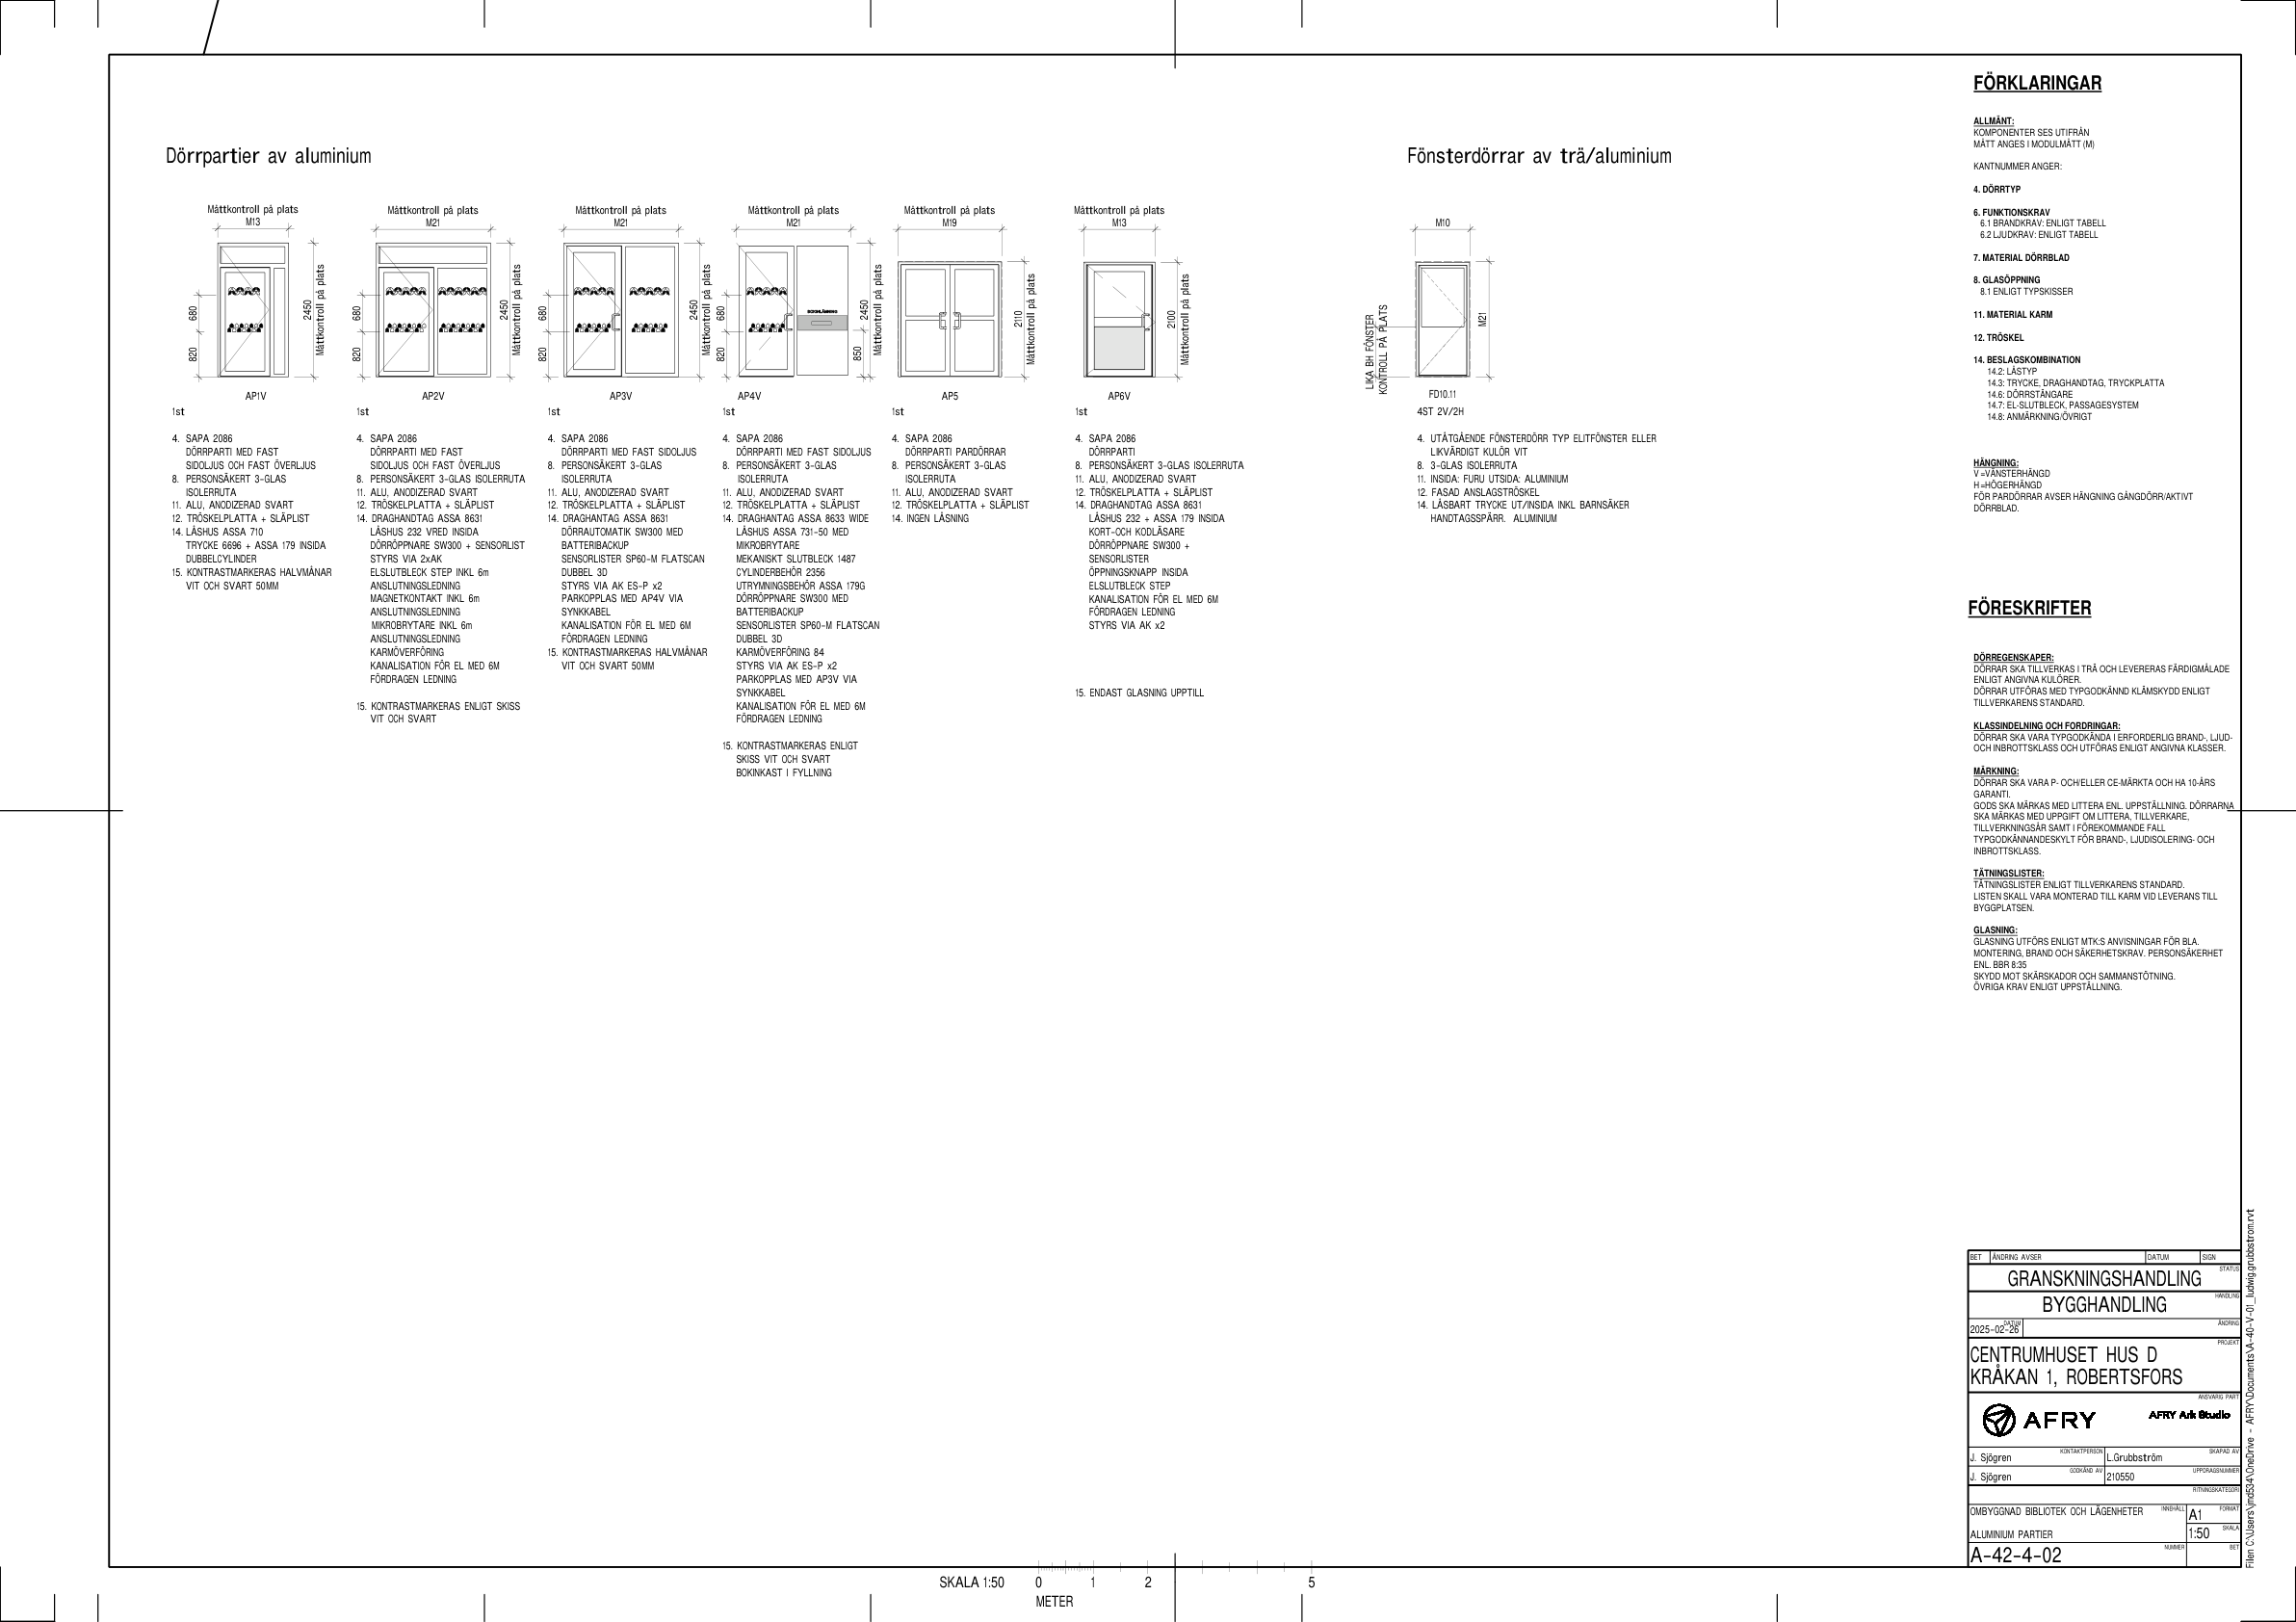 Dörrpartier av aluminium
Måttkontroll på plats
M13
680
820
2450
Måttkontroll på plats
AP1V
1st
4. SAPA 2086
DÖRRPARTI MED FAST
SIDOLJUS OCH FAST ÖVERLJUS
8. PERSONSÄKERT 3-GLAS
ISOLERRUTA
11. ALU, ANODIZERAD SVART
12. TRÖSKELPLATTA + SLÄPLIST
14. LÅSHUS ASSA 710
TRYCKE 6696 + ASSA 179 INSIDA
DUBBELCYLINDER
15. KONTRASTMARKERAS HALVMÅNAR
VIT OCH SVART 50MM
Måttkontroll på plats
M21
680
820
2450
Måttkontroll på plats
AP2V
1st
4. SAPA 2086
DÖRRPARTI MED FAST
SIDOLJUS OCH FAST ÖVERLJUS
8. PERSONSÄKERT 3-GLAS ISOLERRUTA
11. ALU, ANODIZERAD SVART
12. TRÖSKELPLATTA + SLÄPLIST
14. DRAGHANDTAG ASSA 8631
LÅSHUS 232 VRED INSIDA
DÖRRÖPPNARE SW300 + SENSORLIST
STYRS VIA 2xAK
ELSLUTBLECK STEP INKL 6m
ANSLUTNINGSLEDNING
MAGNETKONTAKT INKL 6m
ANSLUTNINGSLEDNING
MIKROBRYTARE INKL 6m
ANSLUTNINGSLEDNING
KARMÖVERFÖRING
KANALISATION FÖR EL MED 6M
FÖRDRAGEN LEDNING
15. KONTRASTMARKERAS ENLIGT SKISS
VIT OCH SVART
Måttkontroll på plats
M21
680
820
2450
Måttkontroll på plats
AP3V
1st
4. SAPA 2086
DÖRRPARTI MED FAST SIDOLJUS
8. PERSONSÄKERT 3-GLAS
ISOLERRUTA
11. ALU, ANODIZERAD SVART
12. TRÖSKELPLATTA + SLÄPLIST
14. DRAGHANTAG ASSA 8631
DÖRRAUTOMATIK SW300 MED
BATTERIBACKUP
SENSORLISTER SP60-M FLATSCAN
DUBBEL 3D
STYRS VIA AK ES-P x2
PARKOPPLAS MED AP4V VIA
SYNKKABEL
KANALISATION FÖR EL MED 6M
FÖRDRAGEN LEDNING
15. KONTRASTMARKERAS HALVMÅNAR
VIT OCH SVART 50MM
Måttkontroll på plats
M21
680
820
850
2450
Måttkontroll på plats
AP4V
1st
4. SAPA 2086
DÖRRPARTI MED FAST SIDOLJUS
8. PERSONSÄKERT 3-GLAS
ISOLERRUTA
11. ALU, ANODIZERAD SVART
12. TRÖSKELPLATTA + SLÄPLIST
14. DRAGHANTAG ASSA 8633 WIDE
LÅSHUS ASSA 731-50 MED
MIKROBRYTARE
MEKANISKT SLUTBLECK 1487
CYLINDERBEHÖR 2356
UTRYMNINGSBEHÖR ASSA 179G
DÖRRÖPPNARE SW300 MED
BATTERIBACKUP
SENSORLISTER SP60-M FLATSCAN
DUBBEL 3D
KARMÖVERFÖRING 84
STYRS VIA AK ES-P x2
PARKOPPLAS MED AP3V VIA
SYNKKABEL
KANALISATION FÖR EL MED 6M
FÖRDRAGEN LEDNING
15. KONTRASTMARKERAS ENLIGT
SKISS VIT OCH SVART
BOKINKAST I FYLLNING
Måttkontroll på plats
M19
2110
Måttkontroll på plats
AP5
1st
4. SAPA 2086
DÖRRPARTI PARDÖRRAR
8. PERSONSÄKERT 3-GLAS
ISOLERRUTA
11. ALU, ANODIZERAD SVART
12. TRÖSKELPLATTA + SLÄPLIST
14. INGEN LÅSNING
Måttkontroll på plats
M13
2100
Måttkontroll på plats
AP6V
1st
4. SAPA 2086
DÖRRPARTI
8. PERSONSÄKERT 3-GLAS ISOLERRUTA
11. ALU, ANODIZERAD SVART
12. TRÖSKELPLATTA + SLÄPLIST
14. DRAGHANDTAG ASSA 8631
LÅSHUS 232 + ASSA 179 INSIDA
KORT-OCH KODLÄSARE
DÖRRÖPPNARE SW300 +
SENSORLISTER
ÖPPNINGSKNAPP INSIDA
ELSLUTBLECK STEP
KANALISATION FÖR EL MED 6M
FÖRDRAGEN LEDNING
STYRS VIA AK x2
15. ENDAST GLASNING UPPTILL
Fönsterdörrar av trä/aluminium
M10
LIKA BH FÖNSTER
KONTROLL PÅ PLATS
M21
FD10.11
4ST 2V/2H
4. UTÅTGÅENDE FÖNSTERDÖRR TYP ELITFÖNSTER ELLER
LIKVÄRDIGT KULÖR VIT
8. 3-GLAS ISOLERRUTA
11. INSIDA: FURU UTSIDA: ALUMINIUM
12. FASAD ANSLAGSTRÖSKEL
14. LÅSBART TRYCKE UT/INSIDA INKL BARNSÄKER
HANDTAGSSPÄRR. ALUMINIUM
FÖRKLARINGAR
ALLMÄNT:
KOMPONENTER SES UTIFRÅN
MÅTT ANGES I MODULMÅTT (M)
KANTNUMMER ANGER:
4. DÖRRTYP
6. FUNKTIONSKRAV
6.1 BRANDKRAV: ENLIGT TABELL
6.2 LJUDKRAV: ENLIGT TABELL
7. MATERIAL DÖRRBLAD
8. GLASÖPPNING
8.1 ENLIGT TYPSKISSER
11. MATERIAL KARM
12. TRÖSKEL
14. BESLAGSKOMBINATION
14.2: LÅSTYP
14.3: TRYCKE, DRAGHANDTAG, TRYCKPLATTA
14.6: DÖRRSTÄNGARE
14.7: EL-SLUTBLECK, PASSAGESYSTEM
14.8: ANMÄRKNING/ÖVRIGT
HÄNGNING:
V =VÄNSTERHÄNGD
H =HÖGERHÄNGD
FÖR PARDÖRRAR AVSER HÄNGNING GÅNGDÖRR/AKTIVT
DÖRRBLAD.
FÖRESKRIFTER
DÖRREGENSKAPER:
DÖRRAR SKA TILLVERKAS I TRÄ OCH LEVERERAS FÄRDIGMÅLADE
ENLIGT ANGIVNA KULÖRER.
DÖRRAR UTFÖRAS MED TYPGODKÄNND KLÄMSKYDD ENLIGT
TILLVERKARENS STANDARD.
KLASSINDELNING OCH FORDRINGAR:
DÖRRAR SKA VARA TYPGODKÄNDA I ERFORDERLIG BRAND-, LJUD-
OCH INBROTTSKLASS OCH UTFÖRAS ENLIGT ANGIVNA KLASSER.
MÄRKNING:
DÖRRAR SKA VARA P- OCH/ELLER CE-MÄRKTA OCH HA 10-ÅRS
GARANTI.
GODS SKA MÄRKAS MED LITTERA ENL. UPPSTÄLLNING. DÖRRARNA
SKA MÄRKAS MED UPPGIFT OM LITTERA, TILLVERKARE,
TILLVERKNINGSÅR SAMT I FÖREKOMMANDE FALL
TYPGODKÄNNANDESKYLT FÖR BRAND-, LJUDISOLERING- OCH
INBROTTSKLASS.
TÄTNINGSLISTER:
TÄTNINGSLISTER ENLIGT TILLVERKARENS STANDARD.
LISTEN SKALL VARA MONTERAD TILL KARM VID LEVERANS TILL
BYGGPLATSEN.
GLASNING:
GLASNING UTFÖRS ENLIGT MTK:S ANVISNINGAR FÖR BLA.
MONTERING, BRAND OCH SÄKERHETSKRAV. PERSONSÄKERHET
ENL. BBR 8:35
SKYDD MOT SKÄRSKADOR OCH SAMMANSTÖTNING.
ÖVRIGA KRAV ENLIGT UPPSTÄLLNING.
BET ÄNDRING AVSER DATUM SIGN
STATUS
GRANSKNINGSHANDLING
HANDLING
BYGGHANDLING
DATUM ÄNDRING
2025-02-26
PROJEKT
CENTRUMHUSET HUS D
KRÅKAN 1, ROBERTSFORS
ANSVARIG PART
AFRY AFRY Ark Studio
KONTAKTPERSON SKAPAD AV
J. Sjögren L.Grubbström
GODKÄND AV UPPDRAGSNUMMER
J. Sjögren 210550
RITNINGSKATEGORI
OMBYGGNAD BIBLIOTEK OCH LÄGENHETER INNEHÅLL A1 FORMAT
ALUMINIUM PARTIER 1:50 SKALA
A-42-4-02 NUMMER BET
Filen C:\Users\jnd534\OneDrive - AFRY\Documents\A-40-V-01_ludwig.grubbstrom.rvt
SKALA 1:50 0 1 2 5
METER